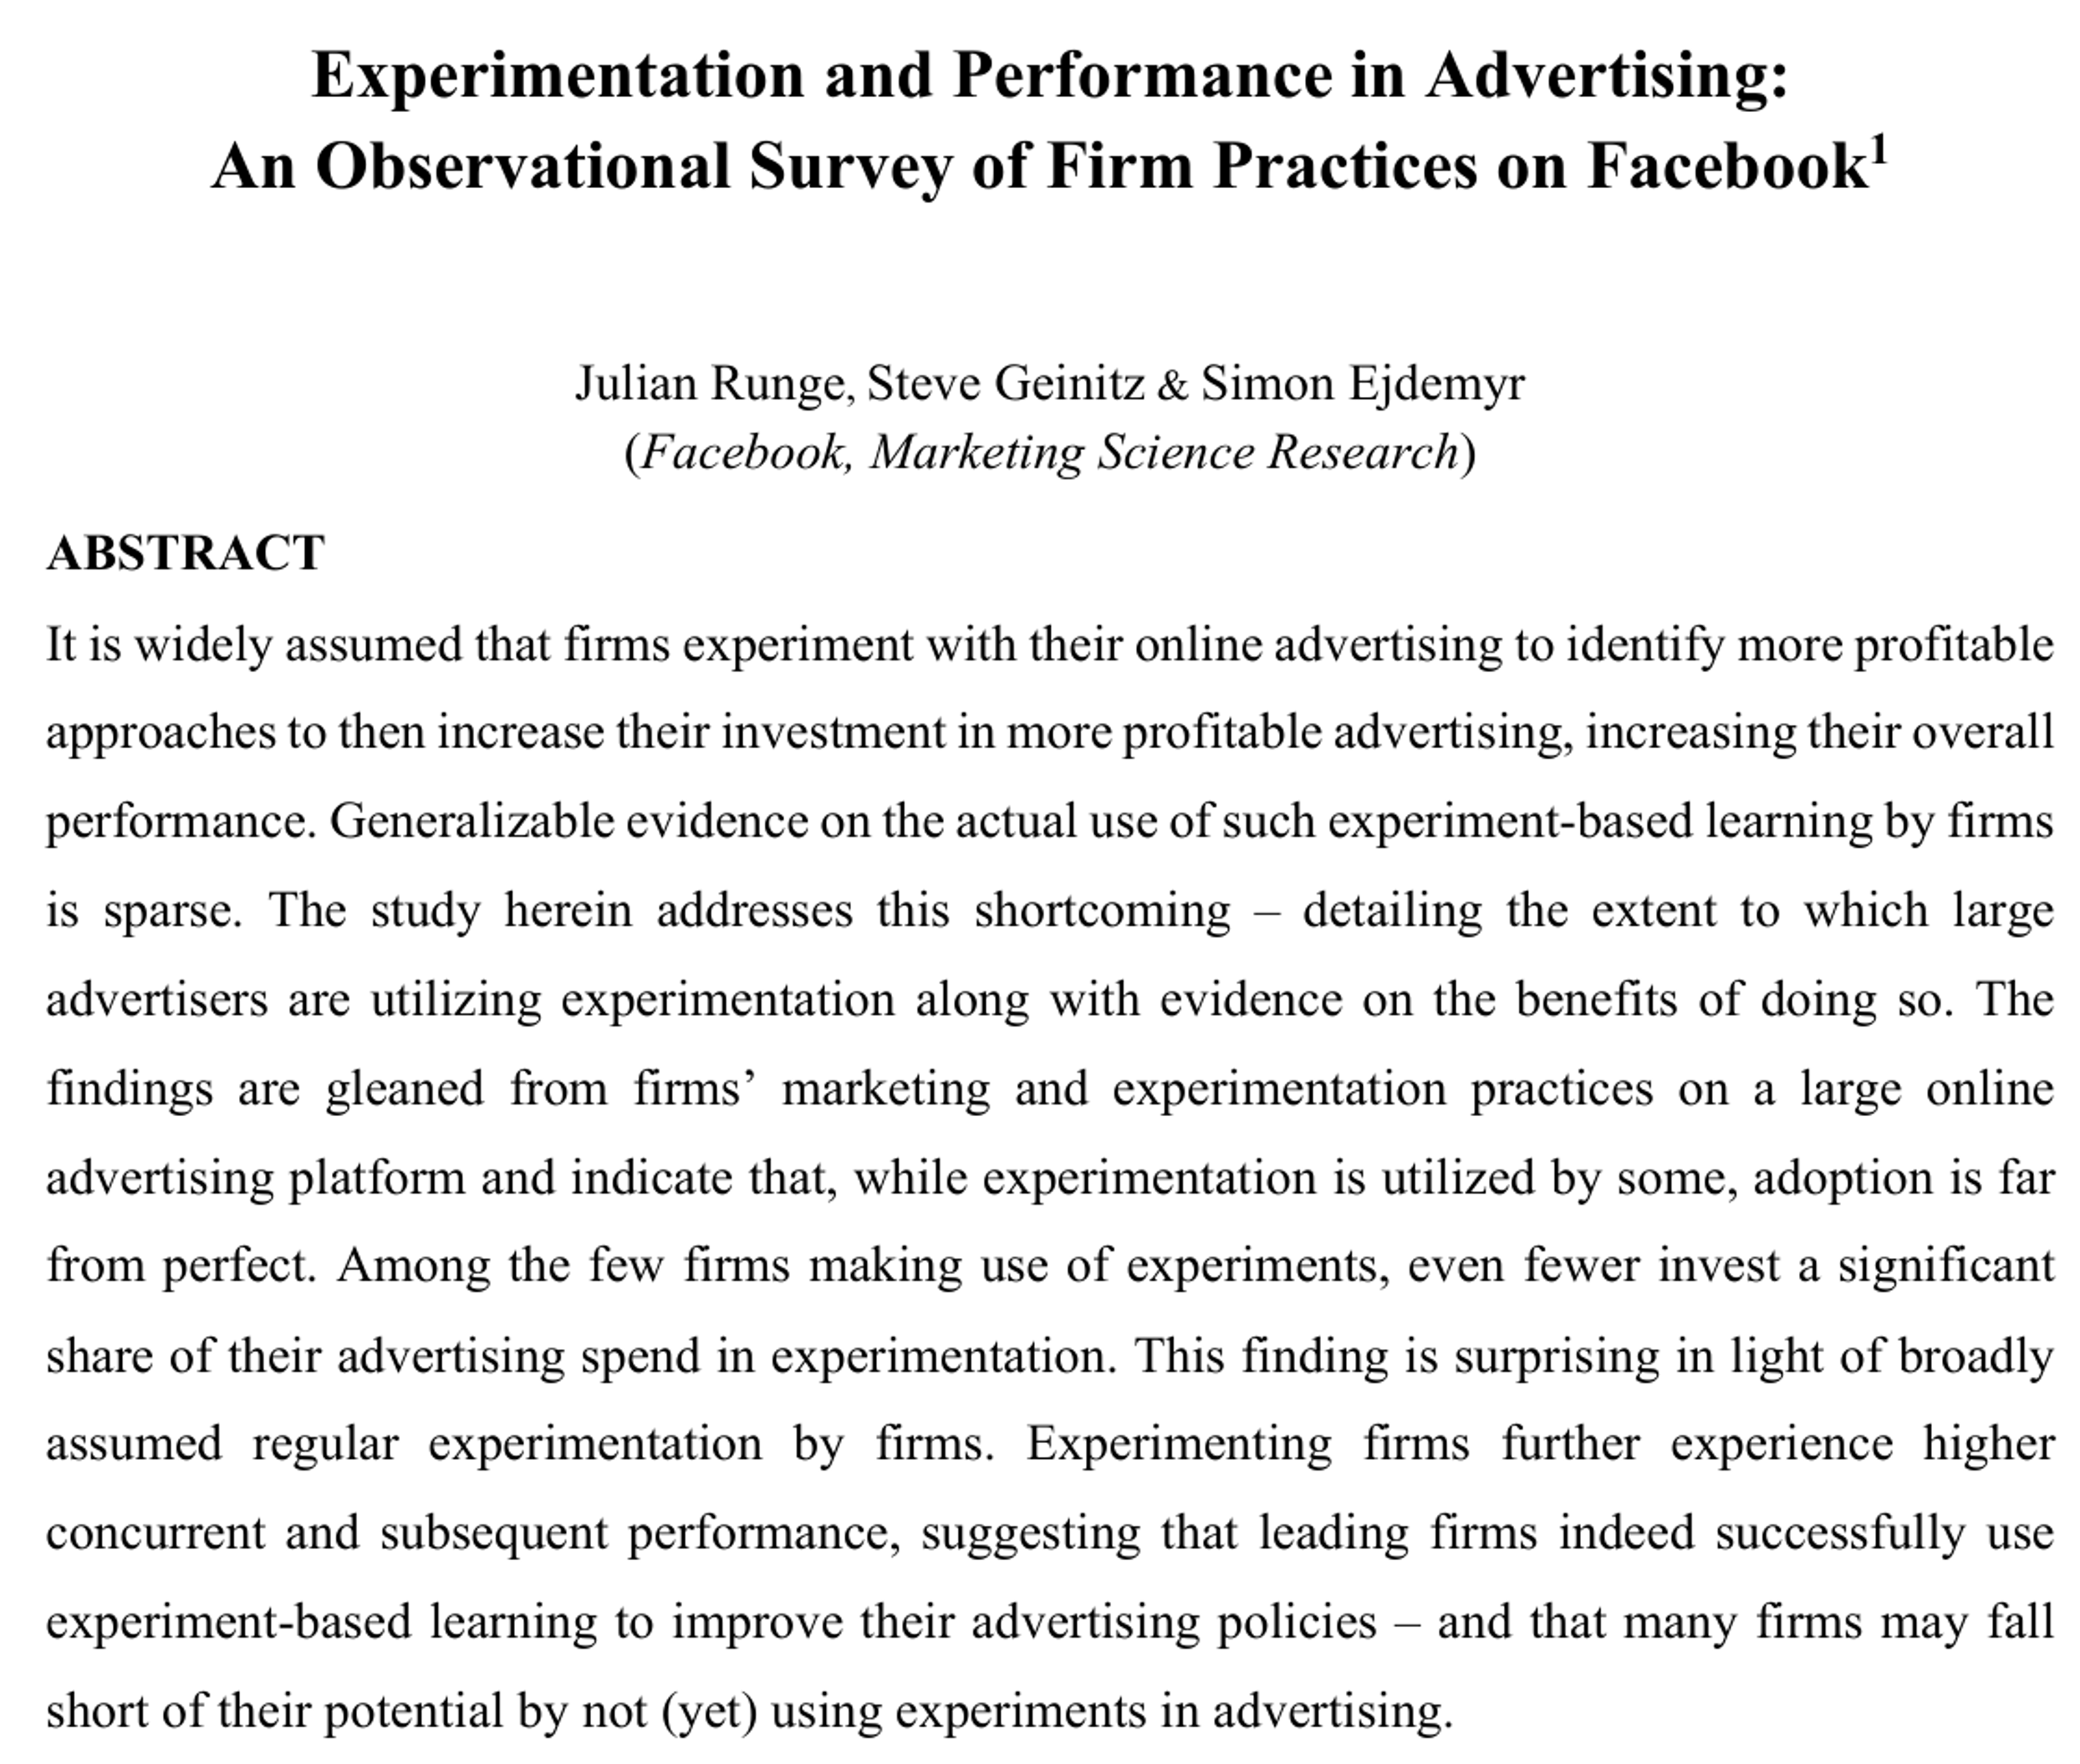 Experimentation and Performance in Advertising:
An Observational Survey of Firm Practices on Facebook¹
Julian Runge, Steve Geinitz & Simon Ejdemyr
(Facebook, Marketing Science Research)
ABSTRACT
It is widely assumed that firms experiment with their online advertising to identify more profitable
approaches to then increase their investment in more profitable advertising, increasing their overall
performance. Generalizable evidence on the actual use of such experiment-based learning by firms
is sparse. The study herein addresses this shortcoming – detailing the extent to which large
advertisers are utilizing experimentation along with evidence on the benefits of doing so. The
findings are gleaned from firms’ marketing and experimentation practices on a large online
advertising platform and indicate that, while experimentation is utilized by some, adoption is far
from perfect. Among the few firms making use of experiments, even fewer invest a significant
share of their advertising spend in experimentation. This finding is surprising in light of broadly
assumed regular experimentation by firms. Experimenting firms further experience higher
concurrent and subsequent performance, suggesting that leading firms indeed successfully use
experiment-based learning to improve their advertising policies – and that many firms may fall
short of their potential by not (yet) using experiments in advertising.